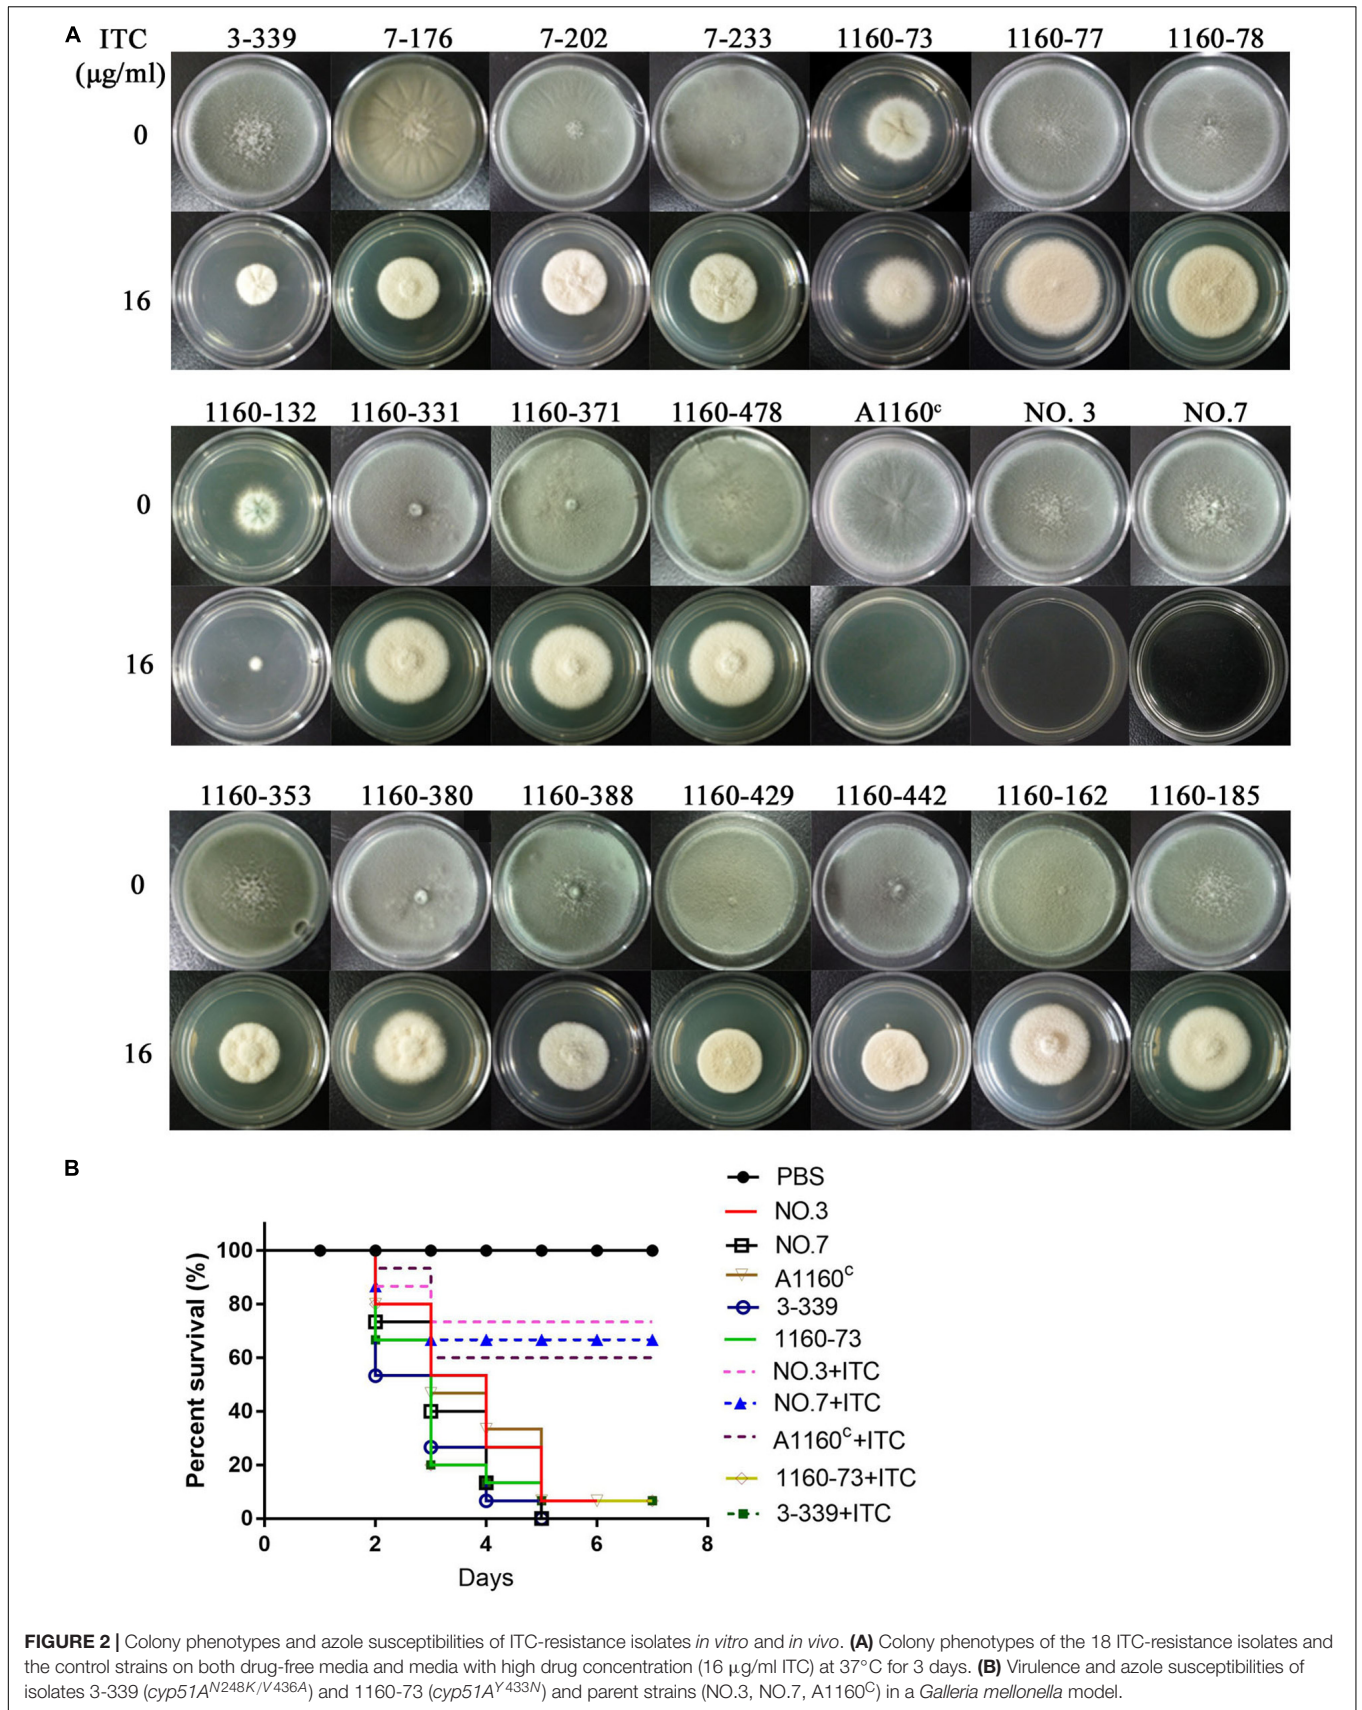 A ITC 3-339 7-176 7-202 7-233 1160-73 1160-77 1160-78
(µg/ml)
0
16
1160-132 1160-331 1160-371 1160-478 A1160ᶜ NO. 3 NO.7
0
16
1160-353 1160-380 1160-388 1160-429 1160-442 1160-162 1160-185
0
16
B
Percent survival (%)
100
80
60
40
20
0
0 2 4 6 8
Days
PBS
NO.3
NO.7
A1160ᶜ
3-339
1160-73
NO.3+ITC
NO.7+ITC
A1160ᶜ+ITC
1160-73+ITC
3-339+ITC
FIGURE 2 | Colony phenotypes and azole susceptibilities of ITC-resistance isolates in vitro and in vivo. (A) Colony phenotypes of the 18 ITC-resistance isolates and
the control strains on both drug-free media and media with high drug concentration (16 µg/ml ITC) at 37°C for 3 days. (B) Virulence and azole susceptibilities of
isolates 3-339 (cyp51A^N248K/V436A) and 1160-73 (cyp51A^Y433N) and parent strains (NO.3, NO.7, A1160^C) in a Galleria mellonella model.